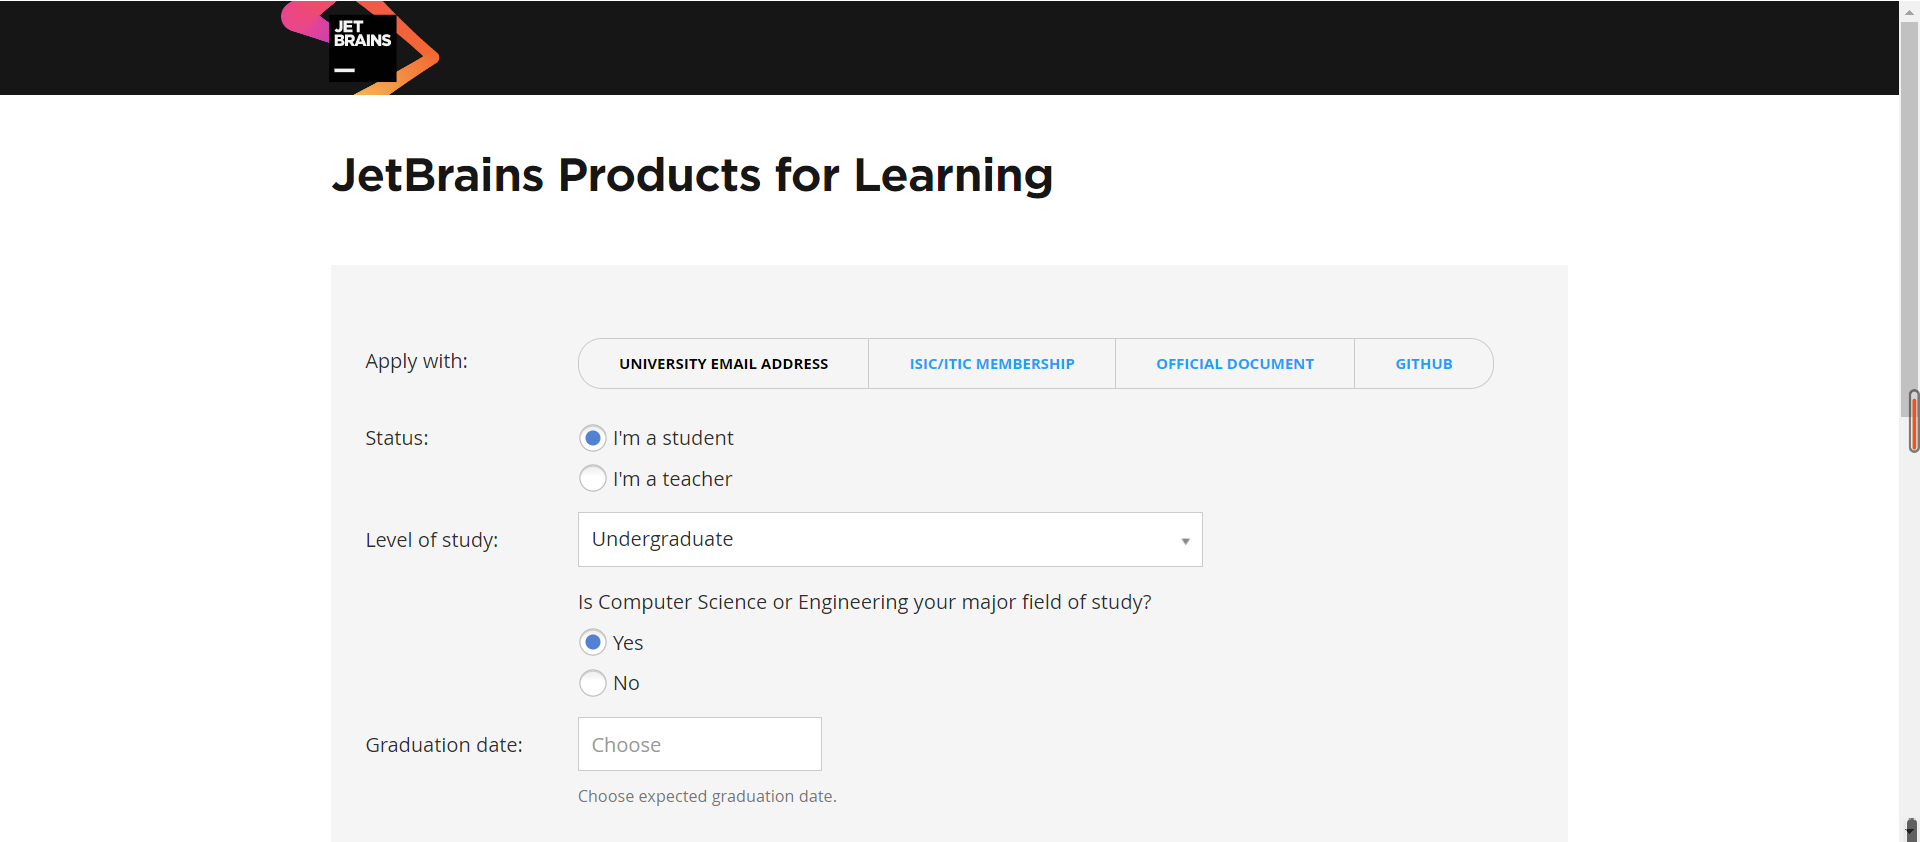 JET
BRAINS
JetBrains Products for Learning
Apply with:
UNIVERSITY EMAIL ADDRESS
ISIC/ITIC MEMBERSHIP
OFFICIAL DOCUMENT
GITHUB
Status:
I'm a student
I'm a teacher
Level of study:
Undergraduate
Is Computer Science or Engineering your major field of study?
Yes
No
Graduation date:
Choose
Choose expected graduation date.